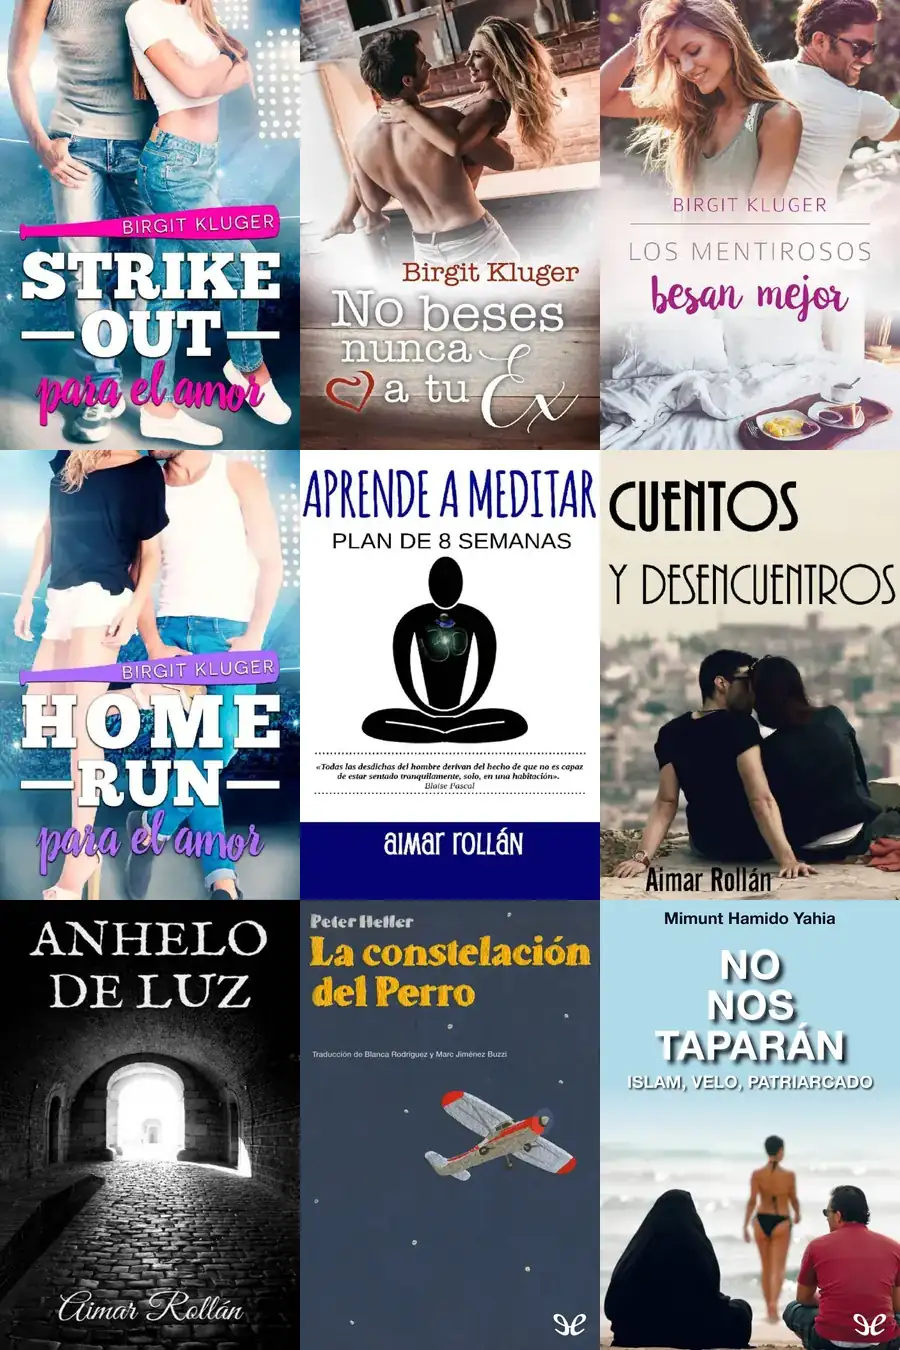 BIRGIT KLUGER
STRIKE
OUT
para el amor
Birgit Kluger
No beses
nunca
a tu Ex
BIRGIT KLUGER
LOS MENTIROSOS
besan mejor
BIRGIT KLUGER
HOME
RUN
para el amor
APRENDE A MEDITAR
PLAN DE 8 SEMANAS
«Todas las desdichas del hombre derivan del hecho de que no es capaz
de estar sentado tranquilamente, solo, en una habitación».
Blaise Pascal
aimar rollán
CUENTOS
Y DESENCUENTROS
Aimar Rollán
ANHELO
DE LUZ
Aimar Rollán
Peter Heller
La constelación
del Perro
Traducción de Blanca Rodríguez y Marc Jiménez Buzzi
Mimunt Hamido Yahia
NO
NOS
TAPARÁN
ISLAM, VELO, PATRIARCADO